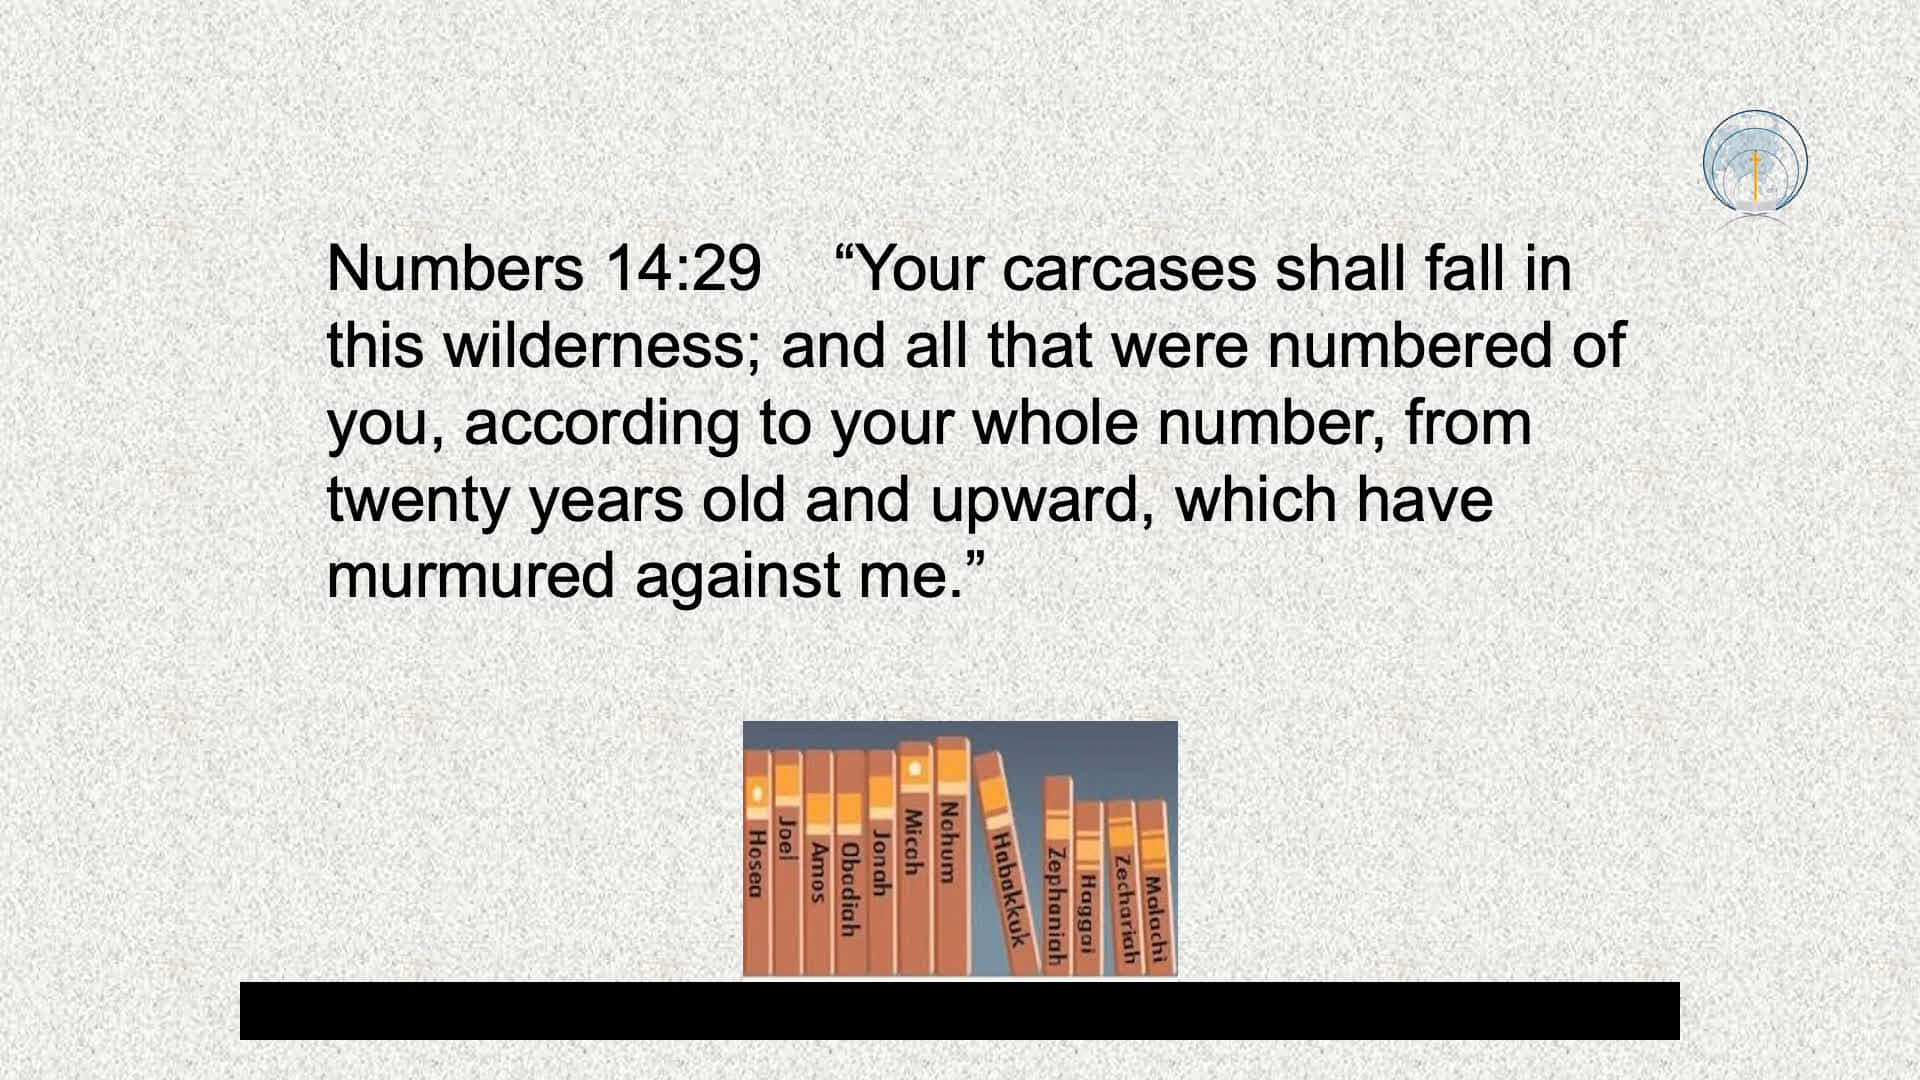 Numbers 14:29 “Your carcases shall fall in
this wilderness; and all that were numbered of
you, according to your whole number, from
twenty years old and upward, which have
murmured against me.”
Hosea
Joel
Amos
Obadiah
Jonah
Micah
Nahum
Habakkuk
Zephaniah
Haggai
Zechariah
Malachi